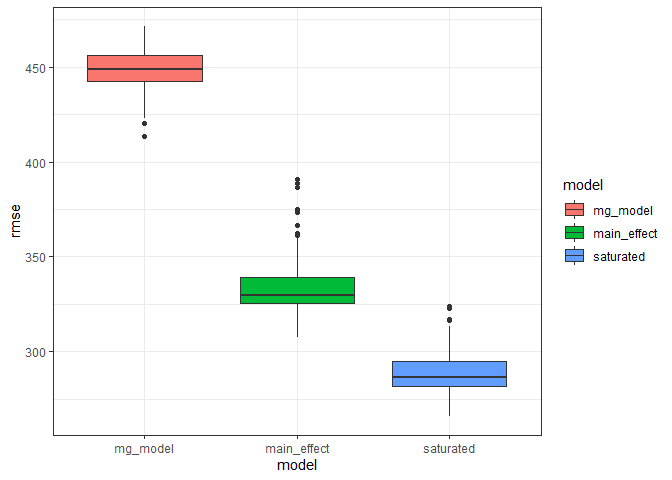 450
400
350
300
rmse
mg_model
main_effect
saturated
model
model
mg_model
main_effect
saturated